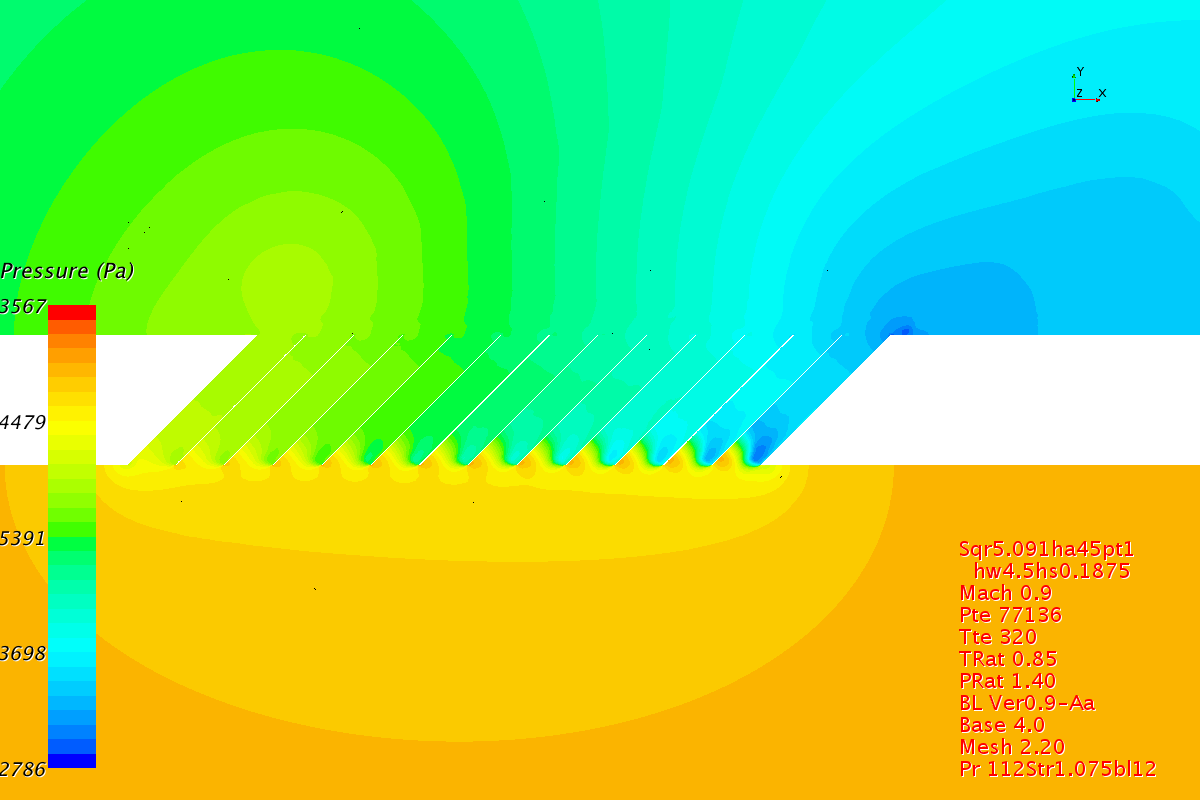 Y
Z X
Pressure (Pa)
3567
4479
5391
3698
2786
Sqr5.091ha45pt1
hw4.5hs0.1875
Mach 0.9
Pte 77136
Tte 320
TRat 0.85
PRat 1.40
BL Ver0.9-Aa
Base 4.0
Mesh 2.20
Pr 112Str1.075bl12